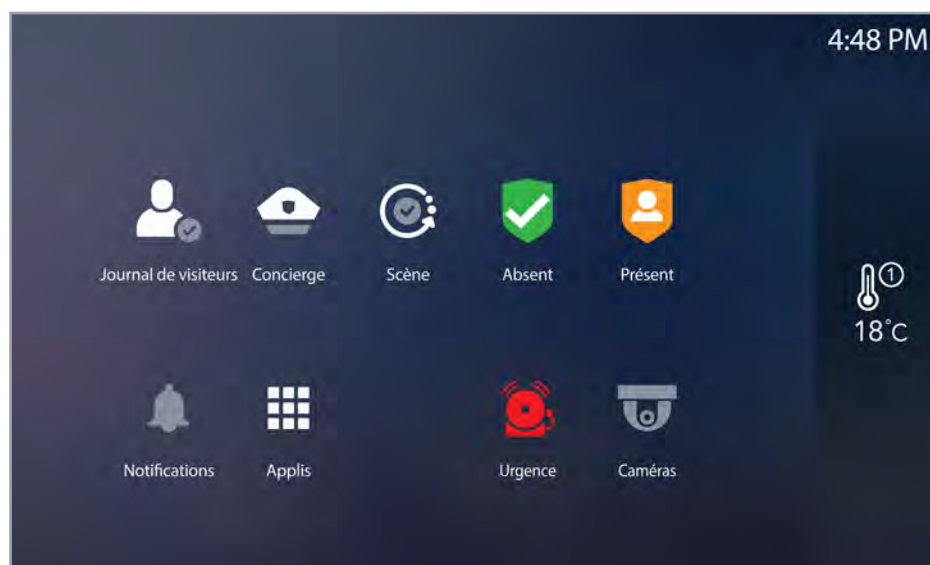 4:48 PM
Journal de visiteurs
Concierge
Scène
Absent
Présent
1
18°C
Notifications
Applis
Urgence
Caméras